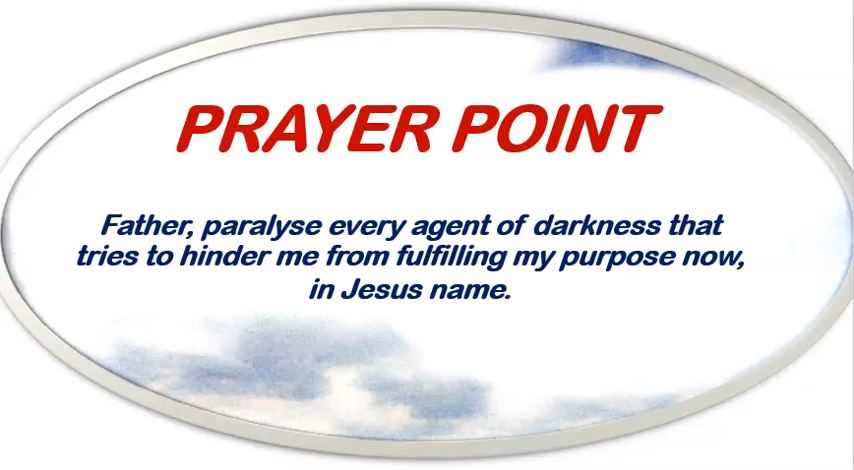 PRAYER POINT
Father, paralyse every agent of darkness that
tries to hinder me from fulfilling my purpose now,
in Jesus name.